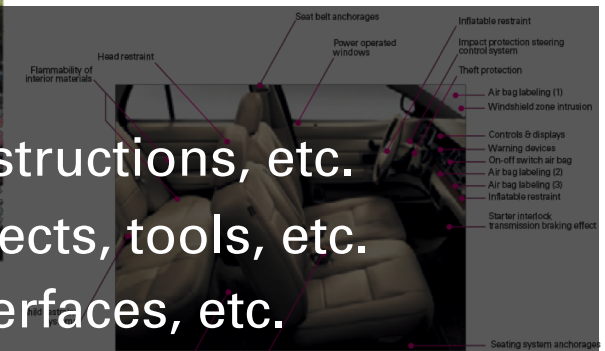 Seat belt anchorages
Inflatable restraint
Head restraint
Power operated
windows
Impact protection steering
control system
Flammability of
interior materials
Theft protection
Air bag labeling (1)
Windshield zone intrusion
Controls & displays
Warning devices
On-off switch air bag
Air bag labeling (2)
Air bag labeling (3)
Inflatable restraint
Starter interlock
transmission braking effect
structions, etc.
ects, tools, etc.
erfaces, etc.
Seating system anchorages